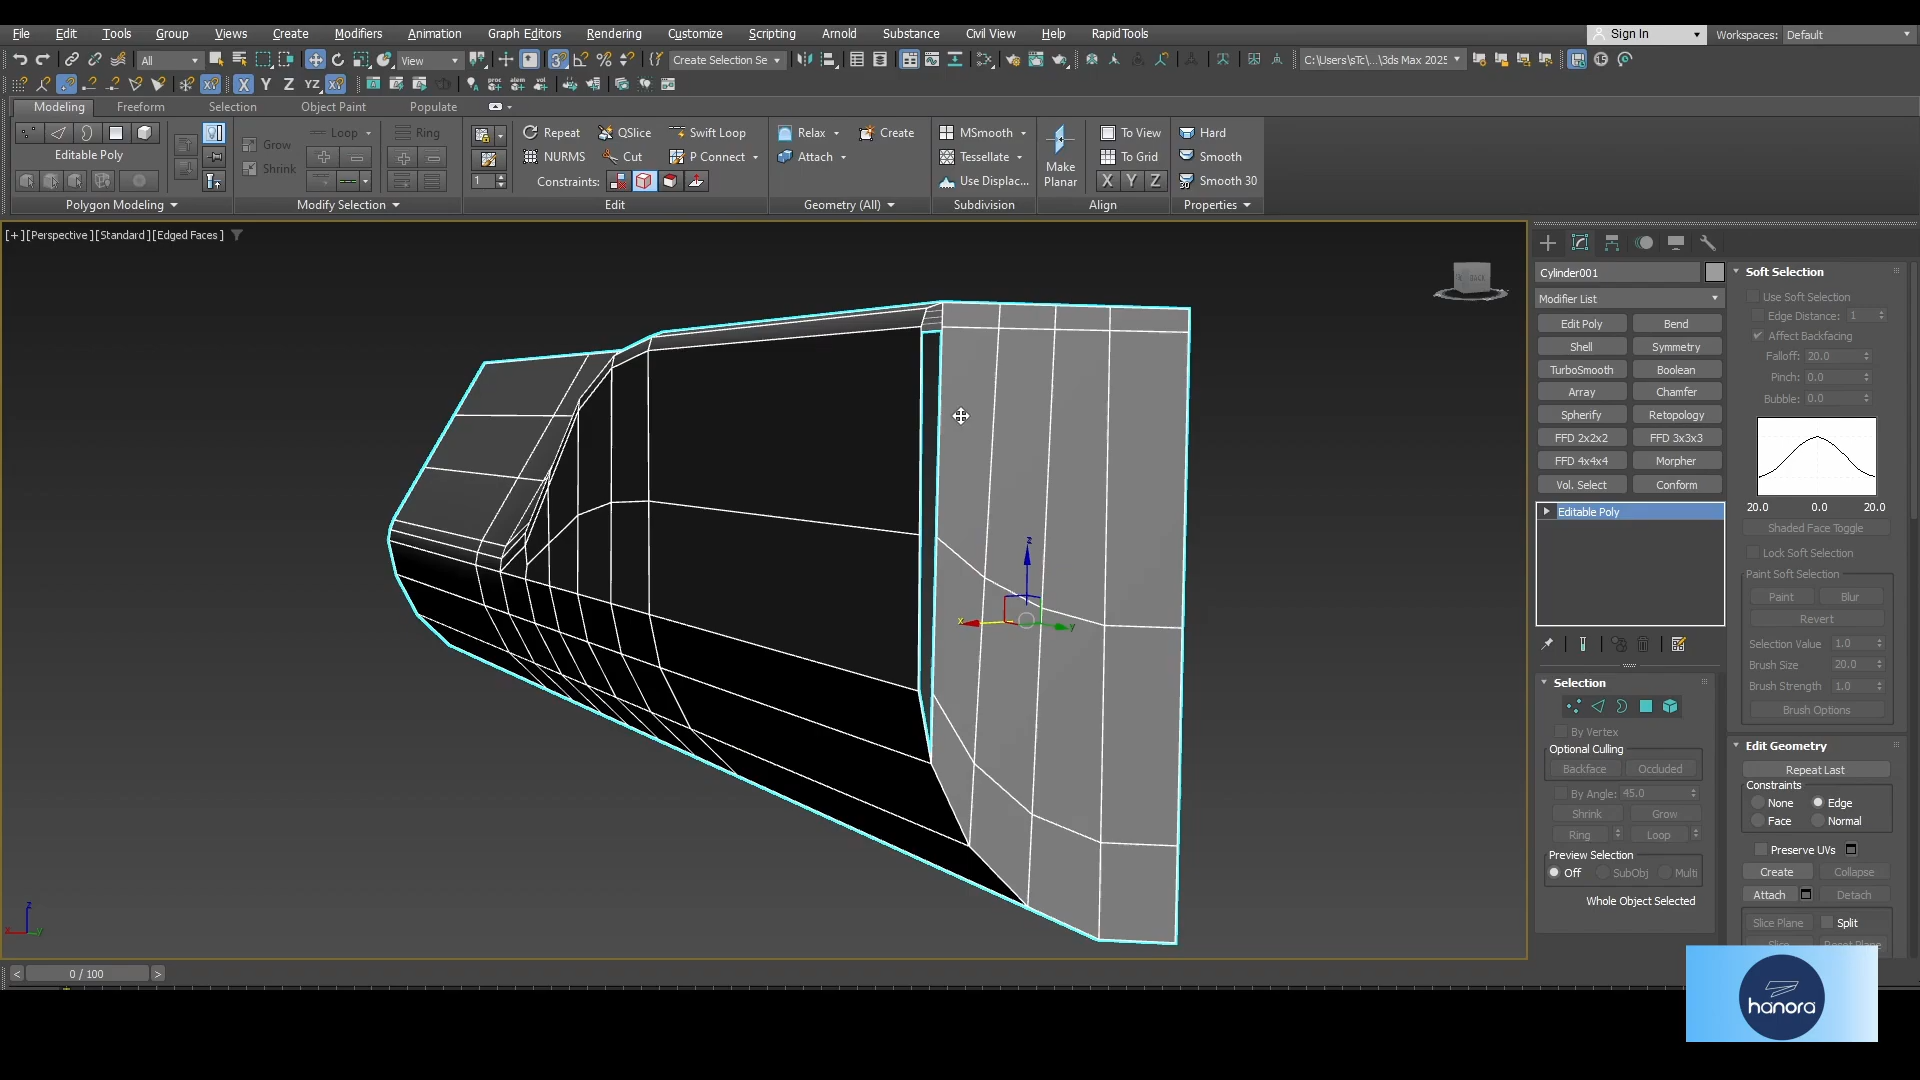 File Edit Tools Group Views Create Modifiers Animation Graph Editors Rendering Customize Scripting Arnold Substance Civil View Help RapidTools Sign In Workspaces: Default
All View Create Selection Se C:\Users\sTc\...\3ds Max 2025
X Y Z YZ
Modeling Freeform Selection Object Paint Populate
Loop Ring Repeat QSlice Swift Loop Relax Create MSmooth To View Hard
Editable Poly Grow NURMS Cut P Connect Attach Tessellate Make Planar To Grid Smooth
Shrink 1 Constraints: Use Displac... X Y Z Smooth 30
Polygon Modeling Modify Selection Edit Geometry (All) Subdivision Align Properties
[+][Perspective][Standard][Edged Faces]
Cylinder001
Modifier List
Edit Poly Bend
Shell Symmetry
TurboSmooth Boolean
Array Chamfer
Spherify Retopology
FFD 2x2x2 FFD 3x3x3
FFD 4x4x4 Morpher
Vol. Select Conform
Editable Poly
Selection
By Vertex
Optional Culling
Backface Occluded
By Angle: 45.0
Shrink Grow
Ring Loop
Preview Selection
Off SubObj Multi
Whole Object Selected
Soft Selection
Use Soft Selection
Edge Distance: 1
Affect Backfacing
Falloff: 20.0
Pinch: 0.0
Bubble: 0.0
20.0 0.0 20.0
Shaded Face Toggle
Lock Soft Selection
Paint Soft Selection
Paint Blur
Revert
Selection Value 1.0
Brush Size 20.0
Brush Strength 1.0
Brush Options
Edit Geometry
Repeat Last
Constraints
None Edge
Face Normal
Preserve UVs
Create Collapse
Attach Detach
Slice Plane Split
z
x y
z
x y
< 0 / 100 >
hanora